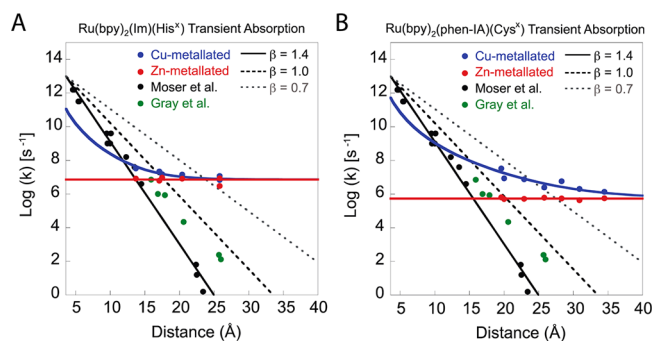 A
Ru(bpy)₂(Im)(Hisˣ) Transient Absorption
Cu-metallated
Zn-metallated
Moser et al.
Gray et al.
β = 1.4
β = 1.0
β = 0.7
Log (k) [s⁻¹]
12
10
8
6
4
2
0
5 10 15 20 25 30 35 40
Distance (Å)
B
Ru(bpy)₂(phen-IA)(Cysˣ) Transient Absorption
Cu-metallated
Zn-metallated
Moser et al.
Gray et al.
β = 1.4
β = 1.0
β = 0.7
Log (k) [s⁻¹]
12
10
8
6
4
2
0
5 10 15 20 25 30 35 40
Distance (Å)